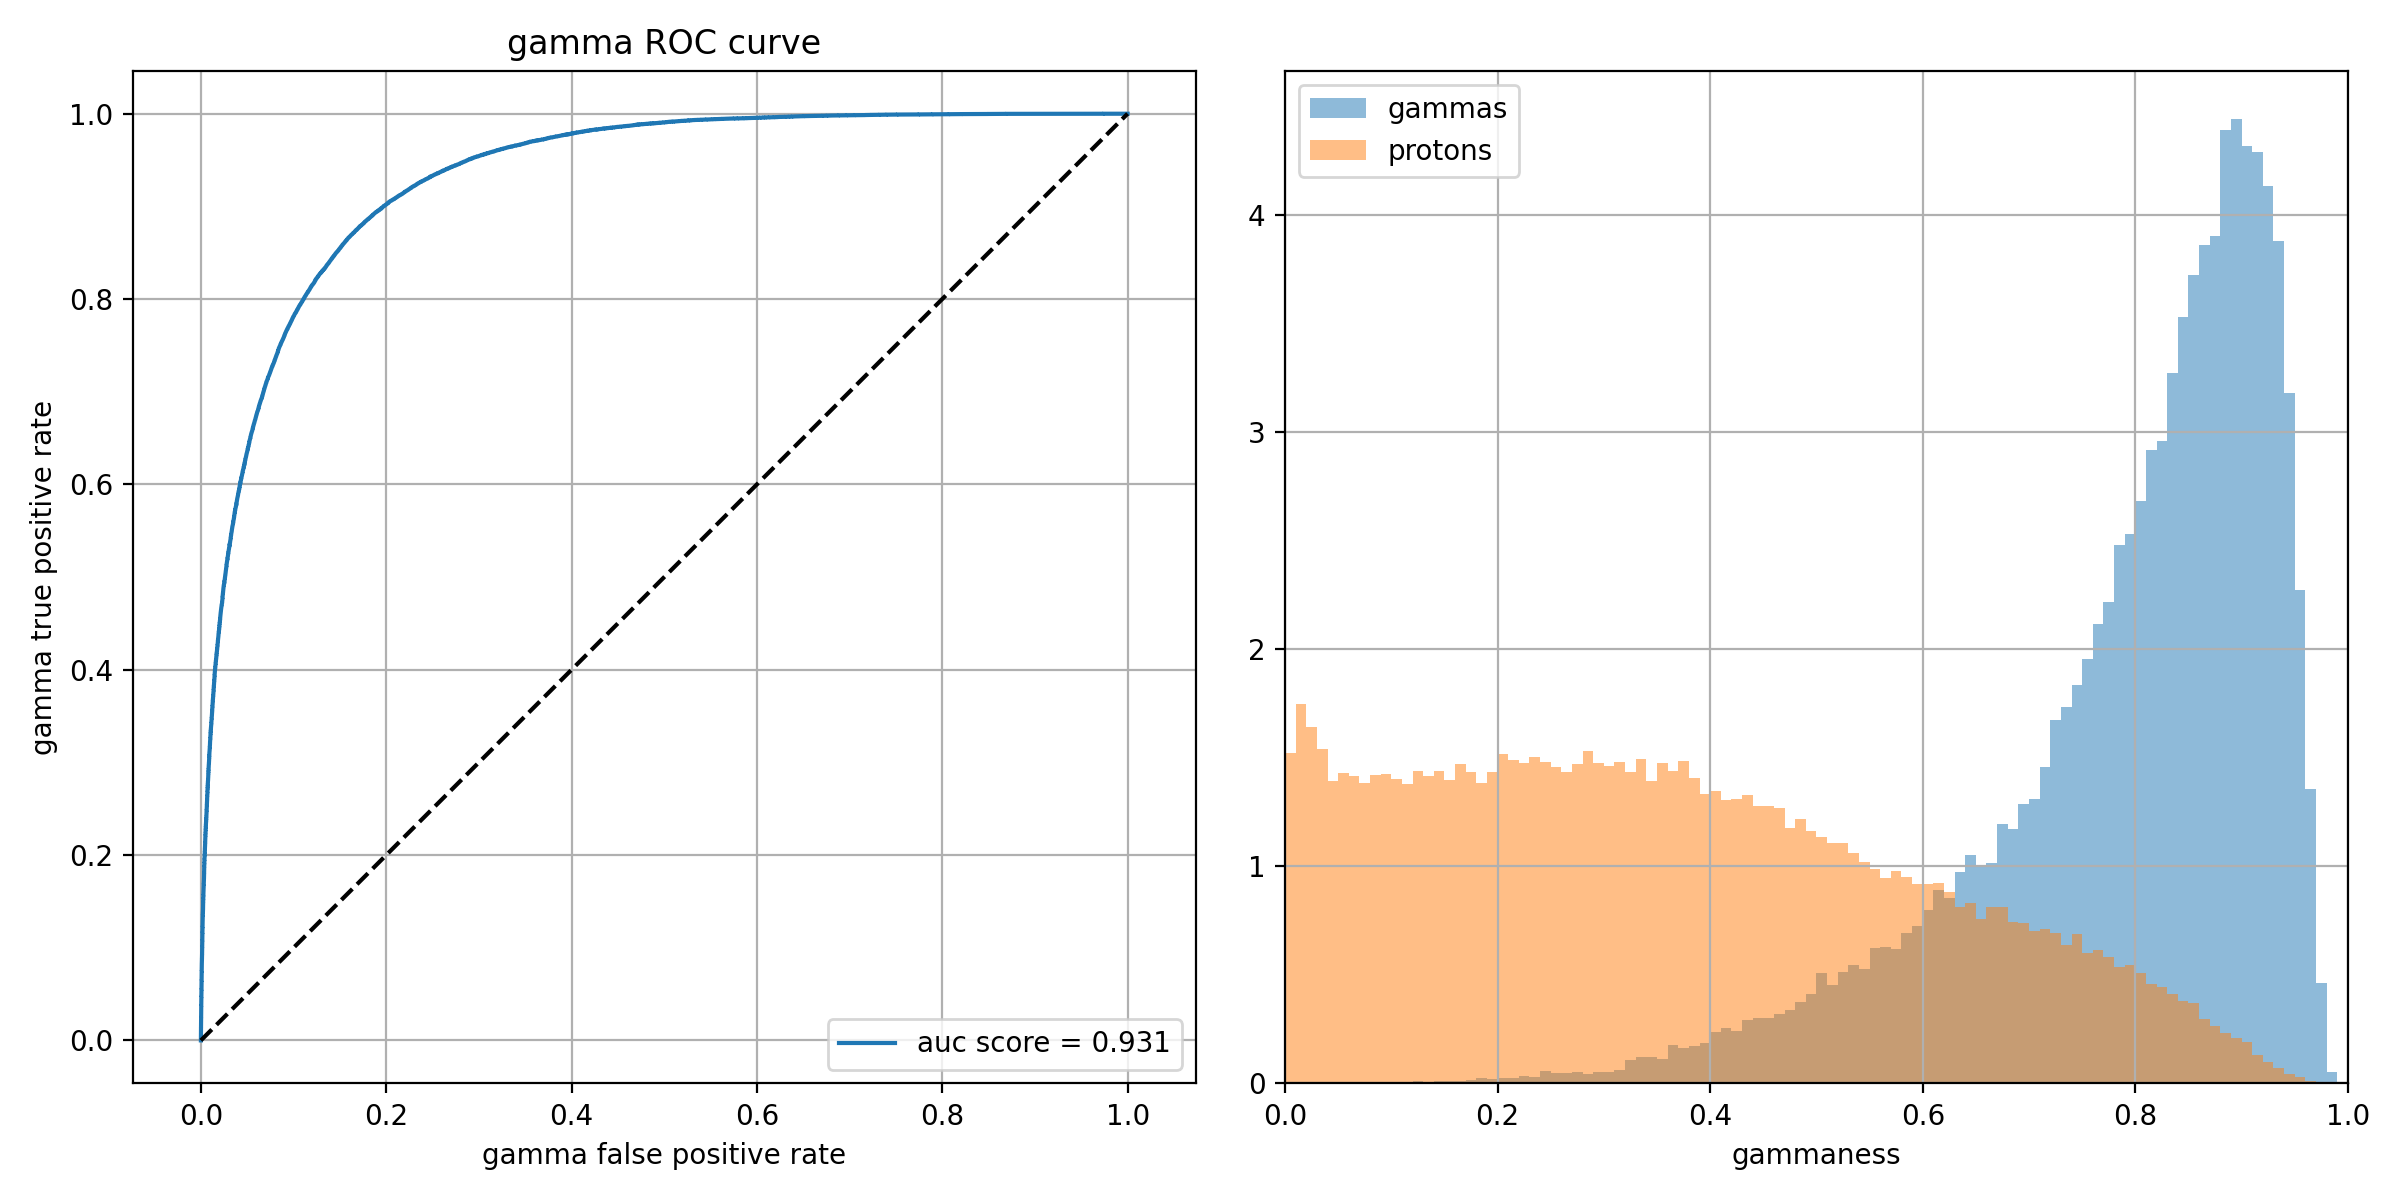 gamma ROC curve
1.0
0.8
0.6
0.4
0.2
0.0
gamma true positive rate
0.0 0.2 0.4 0.6 0.8 1.0
gamma false positive rate
auc score = 0.931
gammas
protons
4
3
2
1
0
0.0 0.2 0.4 0.6 0.8 1.0
gammaness